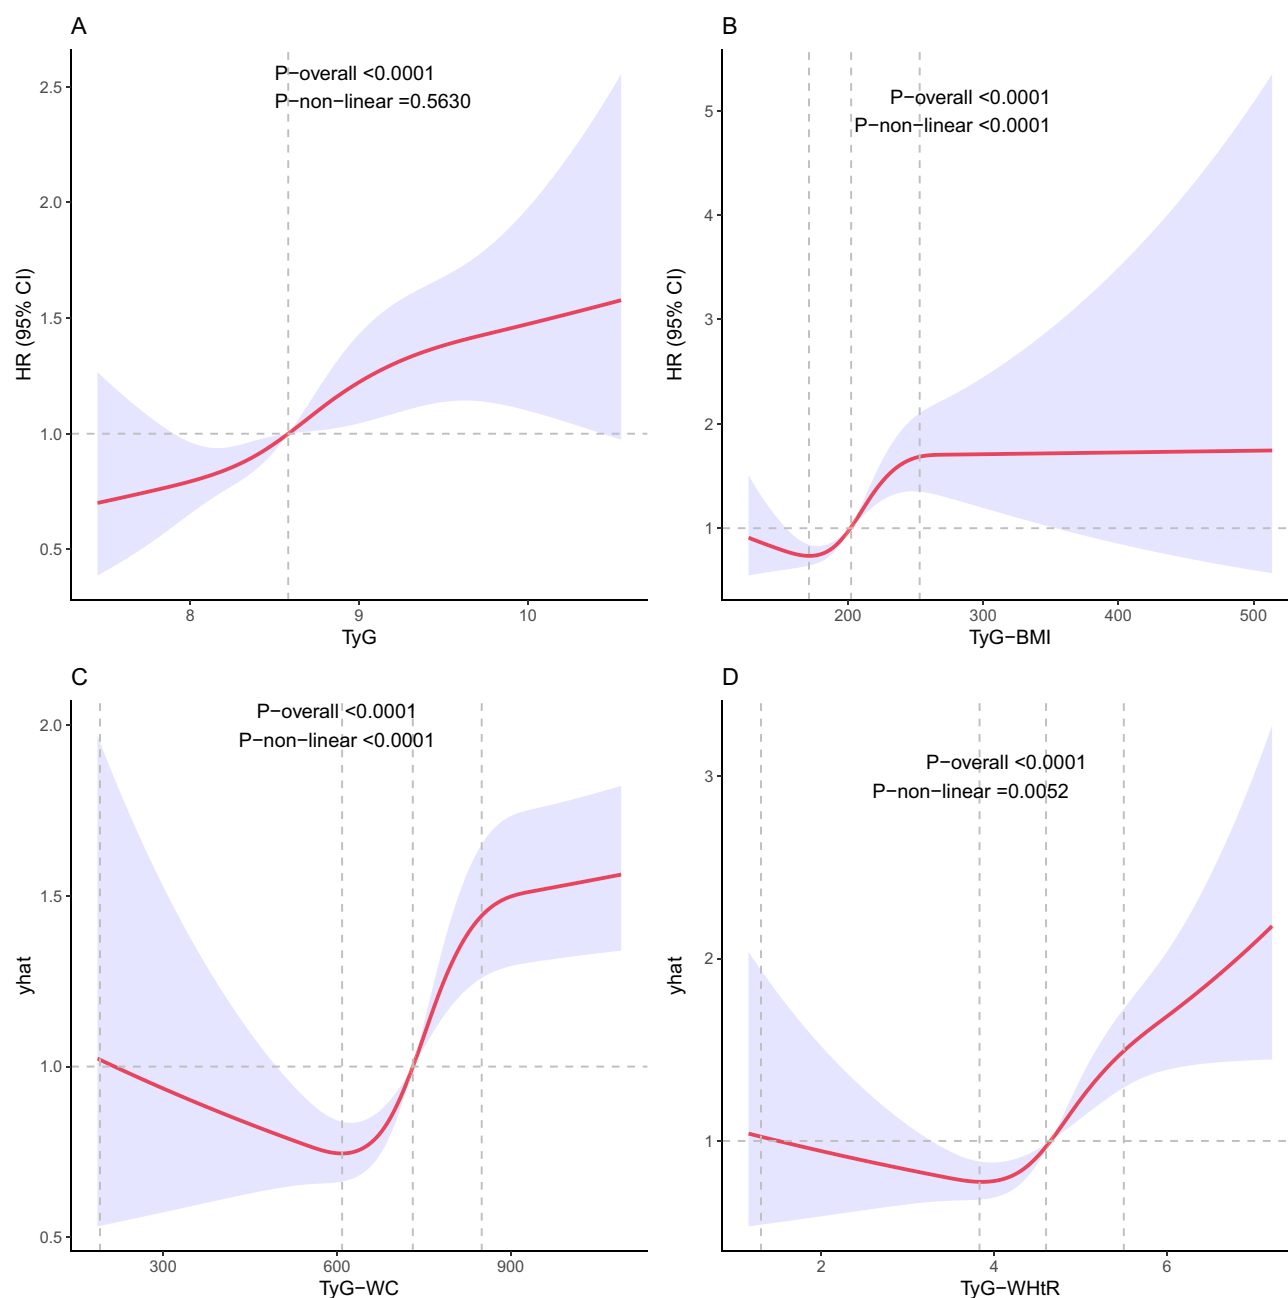 A
P−overall <0.0001
P−non−linear =0.5630
2.5
2.0
1.5
1.0
0.5
HR (95% CI)
8
9
10
TyG
B
P−overall <0.0001
P−non−linear <0.0001
5
4
3
2
1
HR (95% CI)
200
300
400
500
TyG−BMI
C
P−overall <0.0001
P−non−linear <0.0001
2.0
1.5
1.0
0.5
yhat
300
600
900
TyG−WC
D
P−overall <0.0001
P−non−linear =0.0052
3
2
1
yhat
2
4
6
TyG−WHtR